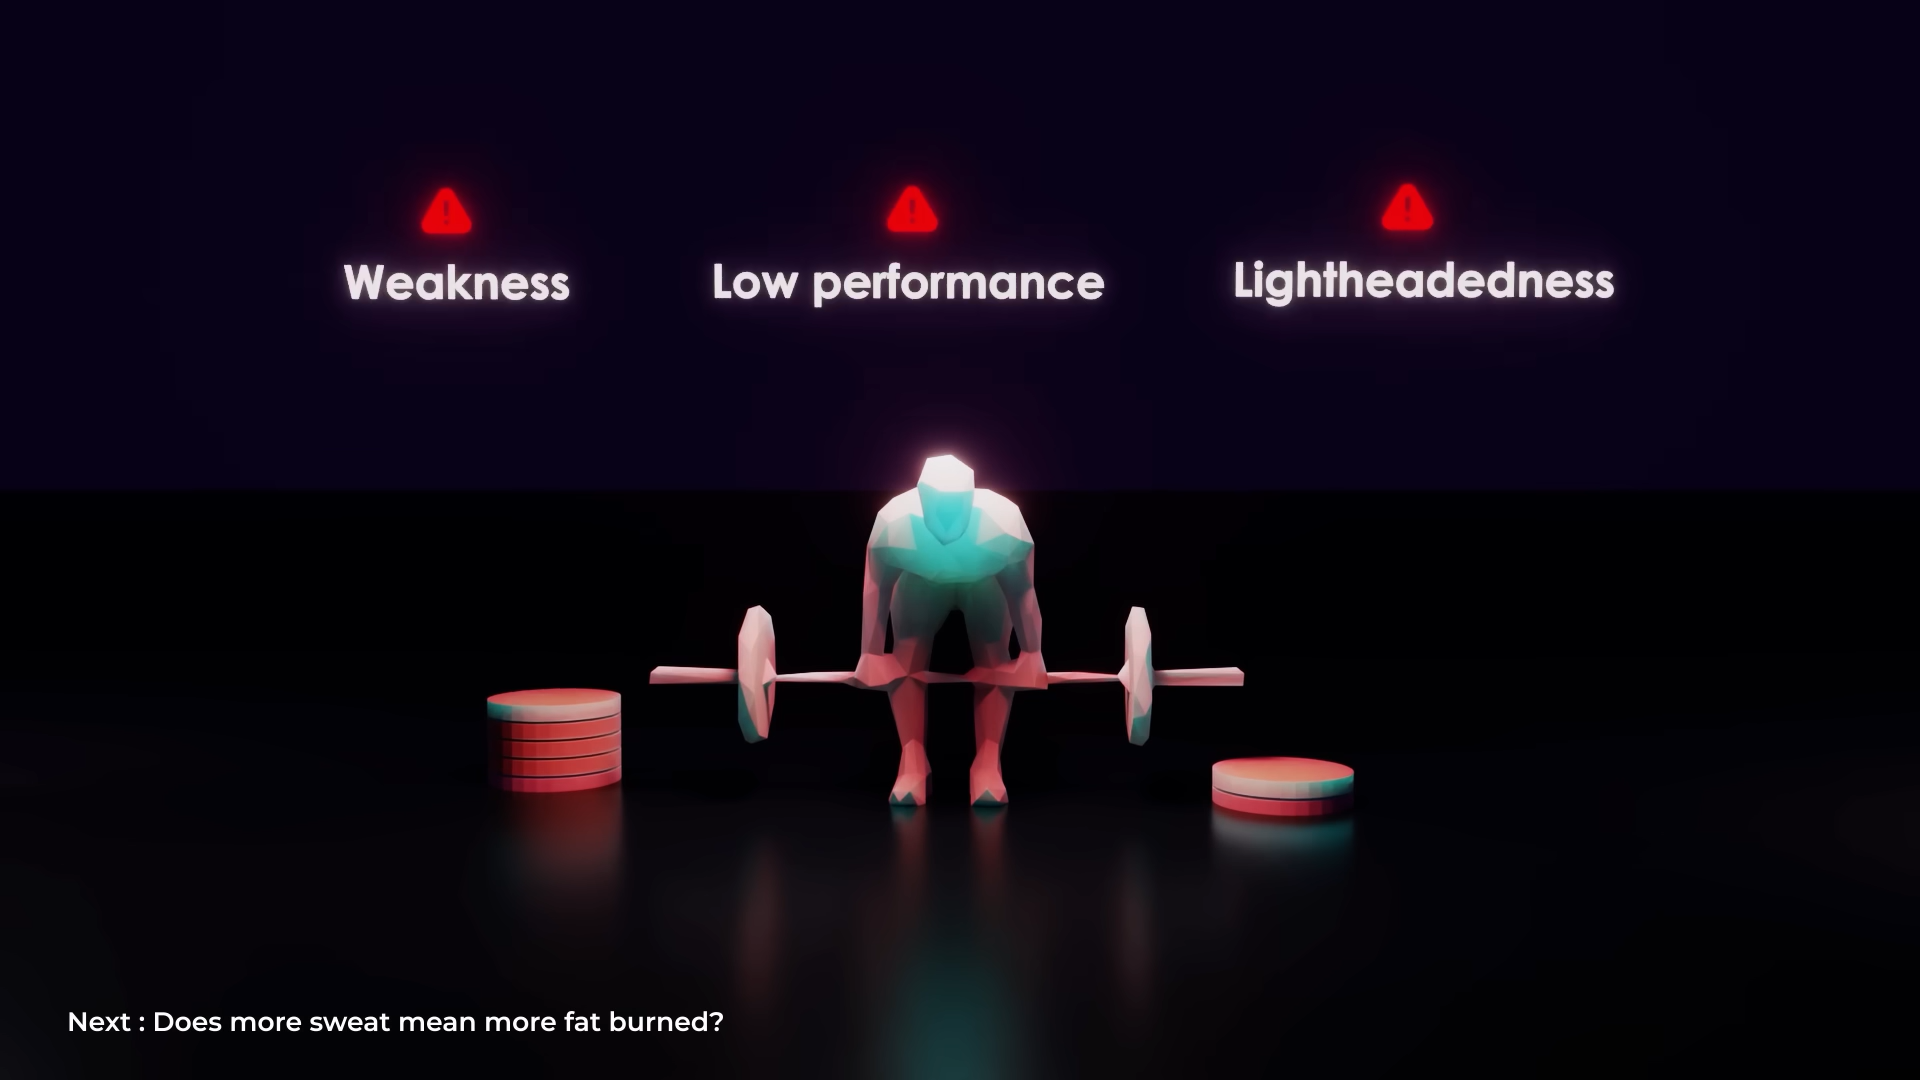 Weakness
Low performance
Lightheadedness
Next : Does more sweat mean more fat burned?